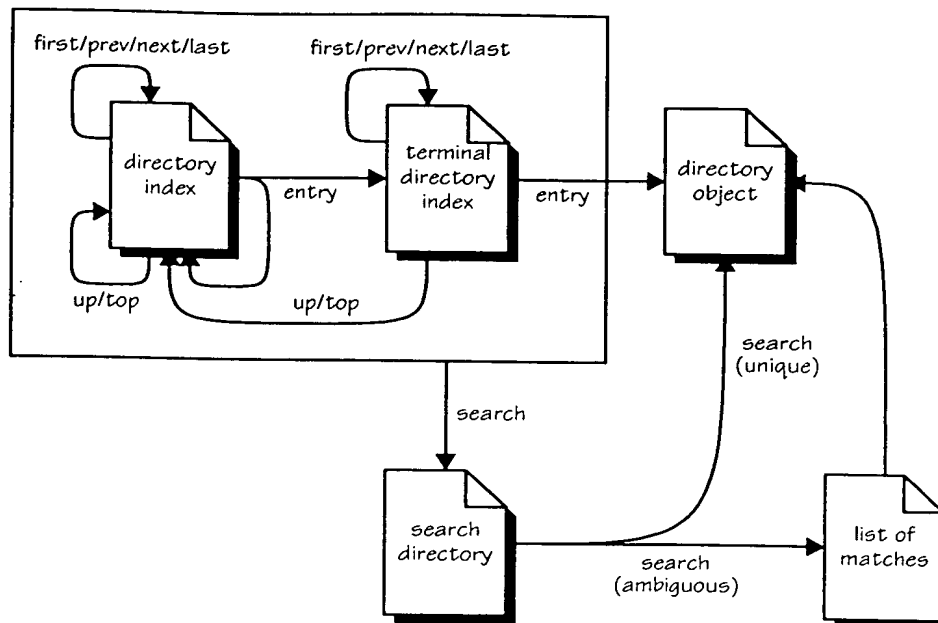 first/prev/next/last
first/prev/next/last
directory
index
terminal
directory
index
directory
object
entry
entry
up/top
up/top
search
(unique)
search
search
directory
search
(ambiguous)
list of
matches